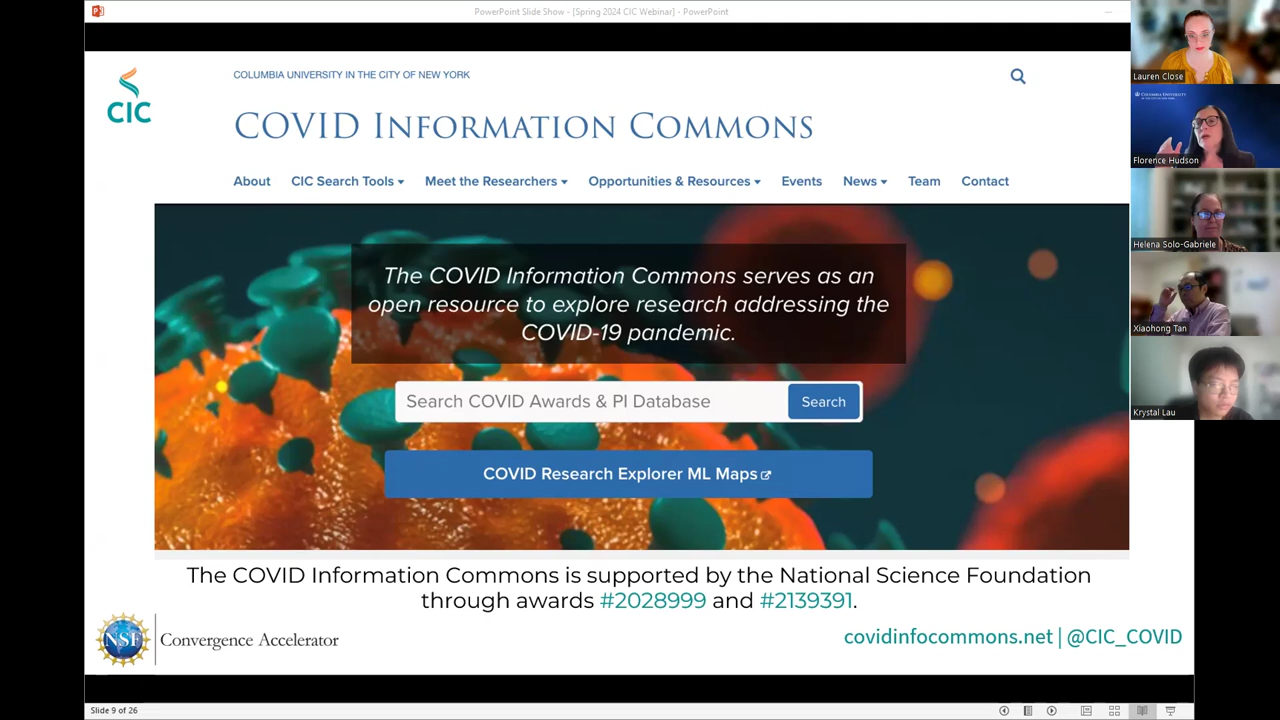 PowerPoint Slide Show - [Spring 2024 CIC Webinar] - PowerPoint
CIC
COLUMBIA UNIVERSITY IN THE CITY OF NEW YORK
COVID INFORMATION COMMONS
About CIC Search Tools Meet the Researchers Opportunities & Resources Events News Team Contact
The COVID Information Commons serves as an
open resource to explore research addressing the
COVID-19 pandemic.
Search COVID Awards & PI Database Search
COVID Research Explorer ML Maps
The COVID Information Commons is supported by the National Science Foundation
through awards #2028999 and #2139391.
NSF Convergence Accelerator
covidinfocommons.net | @CIC_COVID
Slide 9 of 26
Lauren Close
COLUMBIA UNIVERSITY
Florence Hudson
Helena Solo-Gabriele
Xiaohong Tan
Krystal Lau